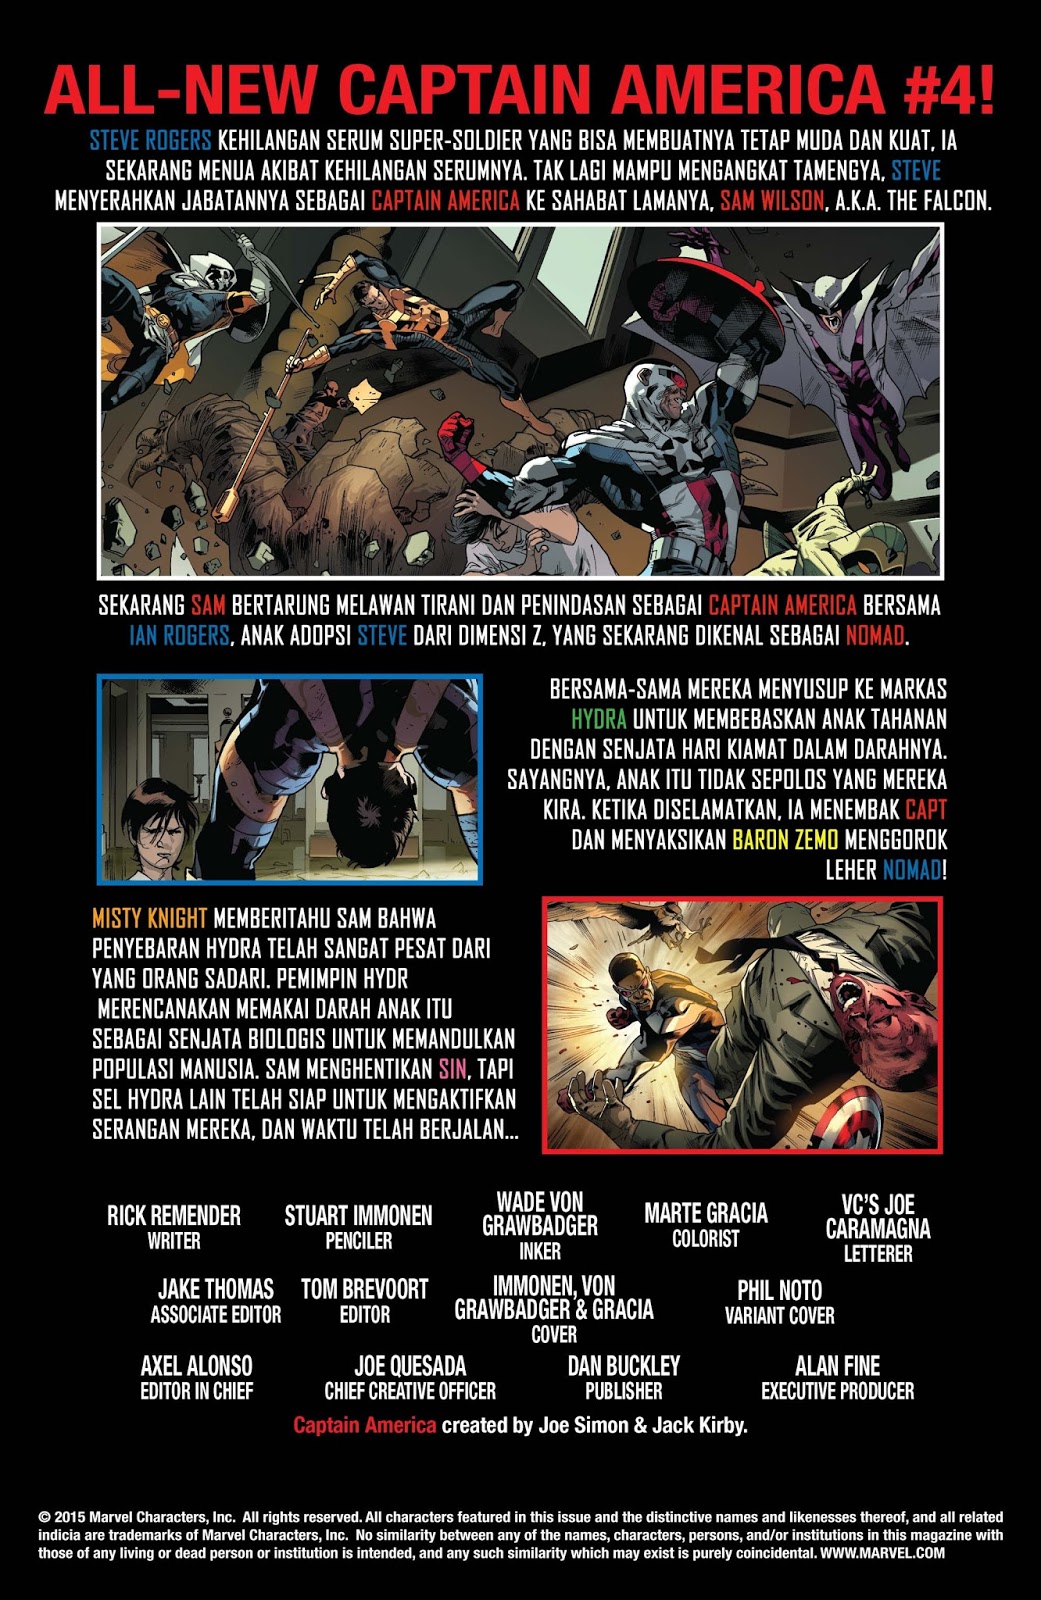 ALL-NEW CAPTAIN AMERICA #4!
STEVE ROGERS KEHILANGAN SERUM SUPER-SOLDIER YANG BISA MEMBUATNYA TETAP MUDA DAN KUAT, IA
SEKARANG MENUA AKIBAT KEHILANGAN SERUMNYA. TAK LAGI MAMPU MENGANGKAT TAMENGYA, STEVE
MENYERAHKAN JABATANNYA SEBAGAI CAPTAIN AMERICA KE SAHABAT LAMANYA, SAM WILSON, A.K.A. THE FALCON.
SEKARANG SAM BERTARUNG MELAWAN TIRANI DAN PENINDASAN SEBAGAI CAPTAIN AMERICA BERSAMA
IAN ROGERS, ANAK ADOPSI STEVE DARI DIMENSI Z, YANG SEKARANG DIKENAL SEBAGAI NOMAD.
BERSAMA-SAMA MEREKA MENYUSUP KE MARKAS
HYDRA UNTUK MEMBEBASKAN ANAK TAHANAN
DENGAN SENJATA HARI KIAMAT DALAM DARAHNYA.
SAYANGNYA, ANAK ITU TIDAK SEPOLOS YANG MEREKA
KIRA. KETIKA DISELAMATKAN, IA MENEMBAK CAPT
DAN MENYAKSIKAN BARON ZEMO MENGGOROK
LEHER NOMAD!
MISTY KNIGHT MEMBERITAHU SAM BAHWA
PENYEBARAN HYDRA TELAH SANGAT PESAT DARI
YANG ORANG SADARI. PEMIMPIN HYDR
MERENCANAKAN MEMAKAI DARAH ANAK ITU
SEBAGAI SENJATA BIOLOGIS UNTUK MEMANDULKAN
POPULASI MANUSIA. SAM MENGHENTIKAN SIN, TAPI
SEL HYDRA LAIN TELAH SIAP UNTUK MENGAKTIFKAN
SERANGAN MEREKA, DAN WAKTU TELAH BERJALAN...
RICK REMENDER
WRITER
STUART IMMONEN
PENCILER
WADE VON
GRAWBADGER
INKER
MARTE GRACIA
COLORIST
VC'S JOE
CARAMAGNA
LETTERER
JAKE THOMAS
ASSOCIATE EDITOR
TOM BREVOORT
EDITOR
IMMONEN, VON
GRAWBADGER & GRACIA
COVER
PHIL NOTO
VARIANT COVER
AXEL ALONSO
EDITOR IN CHIEF
JOE QUESADA
CHIEF CREATIVE OFFICER
DAN BUCKLEY
PUBLISHER
ALAN FINE
EXECUTIVE PRODUCER
Captain America created by Joe Simon & Jack Kirby.
© 2015 Marvel Characters, Inc. All rights reserved. All characters featured in this issue and the distinctive names and likenesses thereof, and all related
indicia are trademarks of Marvel Characters, Inc. No similarity between any of the names, characters, persons, and/or institutions in this magazine with
those of any living or dead person or institution is intended, and any such similarity which may exist is purely coincidental. WWW.MARVEL.COM